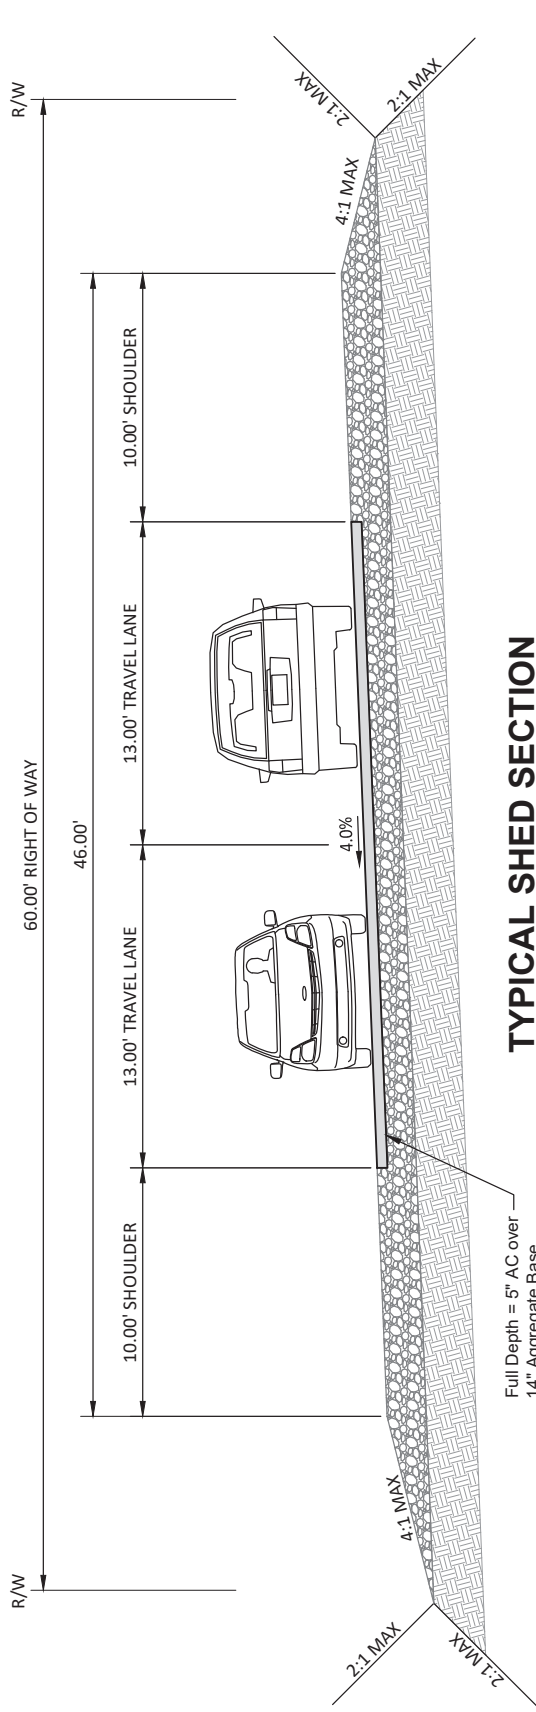 R/W
60.00' RIGHT OF WAY
R/W
46.00'
10.00' SHOULDER
13.00' TRAVEL LANE
13.00' TRAVEL LANE
10.00' SHOULDER
4.0%
2:1 MAX
4:1 MAX
2:1 MAX
2:1 MAX
4:1 MAX
2:1 MAX
Full Depth = 5" AC over
14" Aggregate Base
TYPICAL SHED SECTION